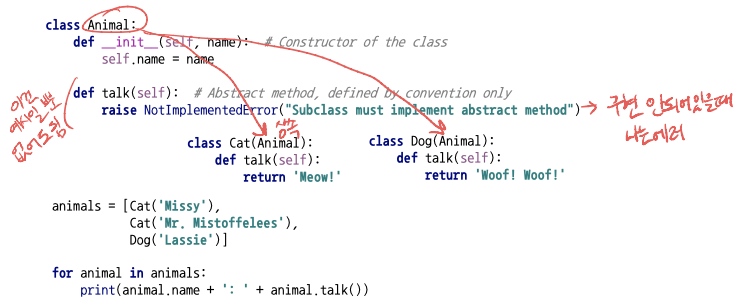 class Animal:
def __init__(self, name): # Constructor of the class
self.name = name
def talk(self): # Abstract method, defined by convention only
raise NotImplementedError("Subclass must implement abstract method")
이건
예시일 뿐
없어도 됨
구현 안되어있을때
나는에러
상속
class Cat(Animal):
def talk(self):
return 'Meow!'
class Dog(Animal):
def talk(self):
return 'Woof! Woof!'
animals = [Cat('Missy'),
Cat('Mr. Mistoffelees'),
Dog('Lassie')]
for animal in animals:
print(animal.name + ': ' + animal.talk())